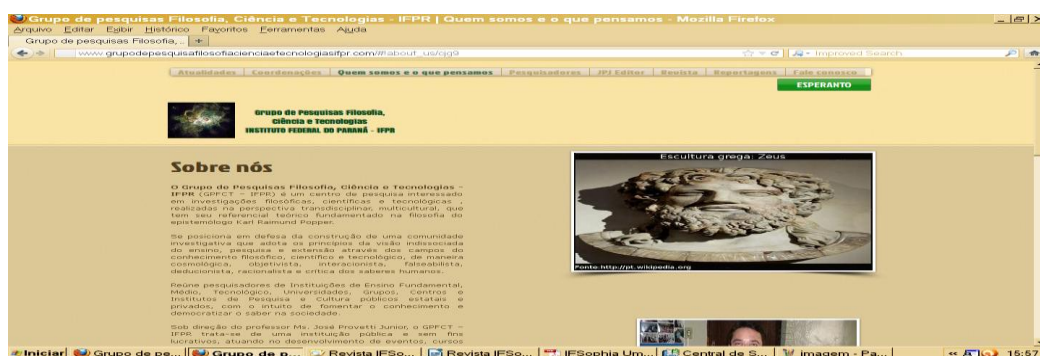 Grupo de pesquisas Filosofia, Ciência e Tecnologias - IFPR | Quem somos e o que pensamos - Mozilla Firefox
Arquivo Editar Exibir Histórico Favoritos Ferramentas Ajuda
Grupo de pesquisas Filosofia, ...
www.grupodepesquisafilosofiacienciaetecnologiasifpr.com/#!about_us/cjg9
Improved Search
Atualidades | Coordenações | Quem somos e o que pensamos | Pesquisadores | JPJ Editor | Revista | Reportagens | Fale conosco
ESPERANTO
Grupo de Pesquisas Filosofia,
Ciência e Tecnologias
INSTITUTO FEDERAL DO PARANÁ - IFPR
Sobre nós
O Grupo de Pesquisas Filosofia, Ciência e Tecnologias -
IFPR (GPFCT - IFPR) é um centro de pesquisa interessado
em investigações filosóficas, científicas e tecnológicas ,
realizadas na perspectiva transdisciplinar, multicultural, que
tem seu referencial teórico fundamentado na filosofia do
epistemólogo Karl Raimund Popper.
Se posiciona em defesa da construção de uma comunidade
investigativa que adota os princípios da visão indissociada
do ensino, pesquisa e extensão através dos campos do
conhecimento filosófico, científico e tecnológico, de maneira
cosmológica, objetivista, interacionista, falseabilista,
deducionista, racionalista e crítica dos saberes humanos.
Reúne pesquisadores de Instituições de Ensino Fundamental,
Médio, Tecnológico, Universidades, Grupos, Centros e
Institutos de Pesquisa e Cultura públicos estatais e
privados, com o intuito de fomentar o conhecimento e
democratizar o saber na sociedade.
Sob direção do professor Ms. José Provetti Junior, o GPFCT -
IFPR trata-se de uma instituição pública e sem fins
lucrativos, atuando no desenvolvimento de eventos, cursos
Escultura grega: Zeus
Fonte:http://pt.wikipedia.org
Iniciar
Grupo de pe...
Grupo de p...
Revista IFSo...
Revista IFSo...
IFSophia Um...
Central de S...
imagem - Pa...
15:57